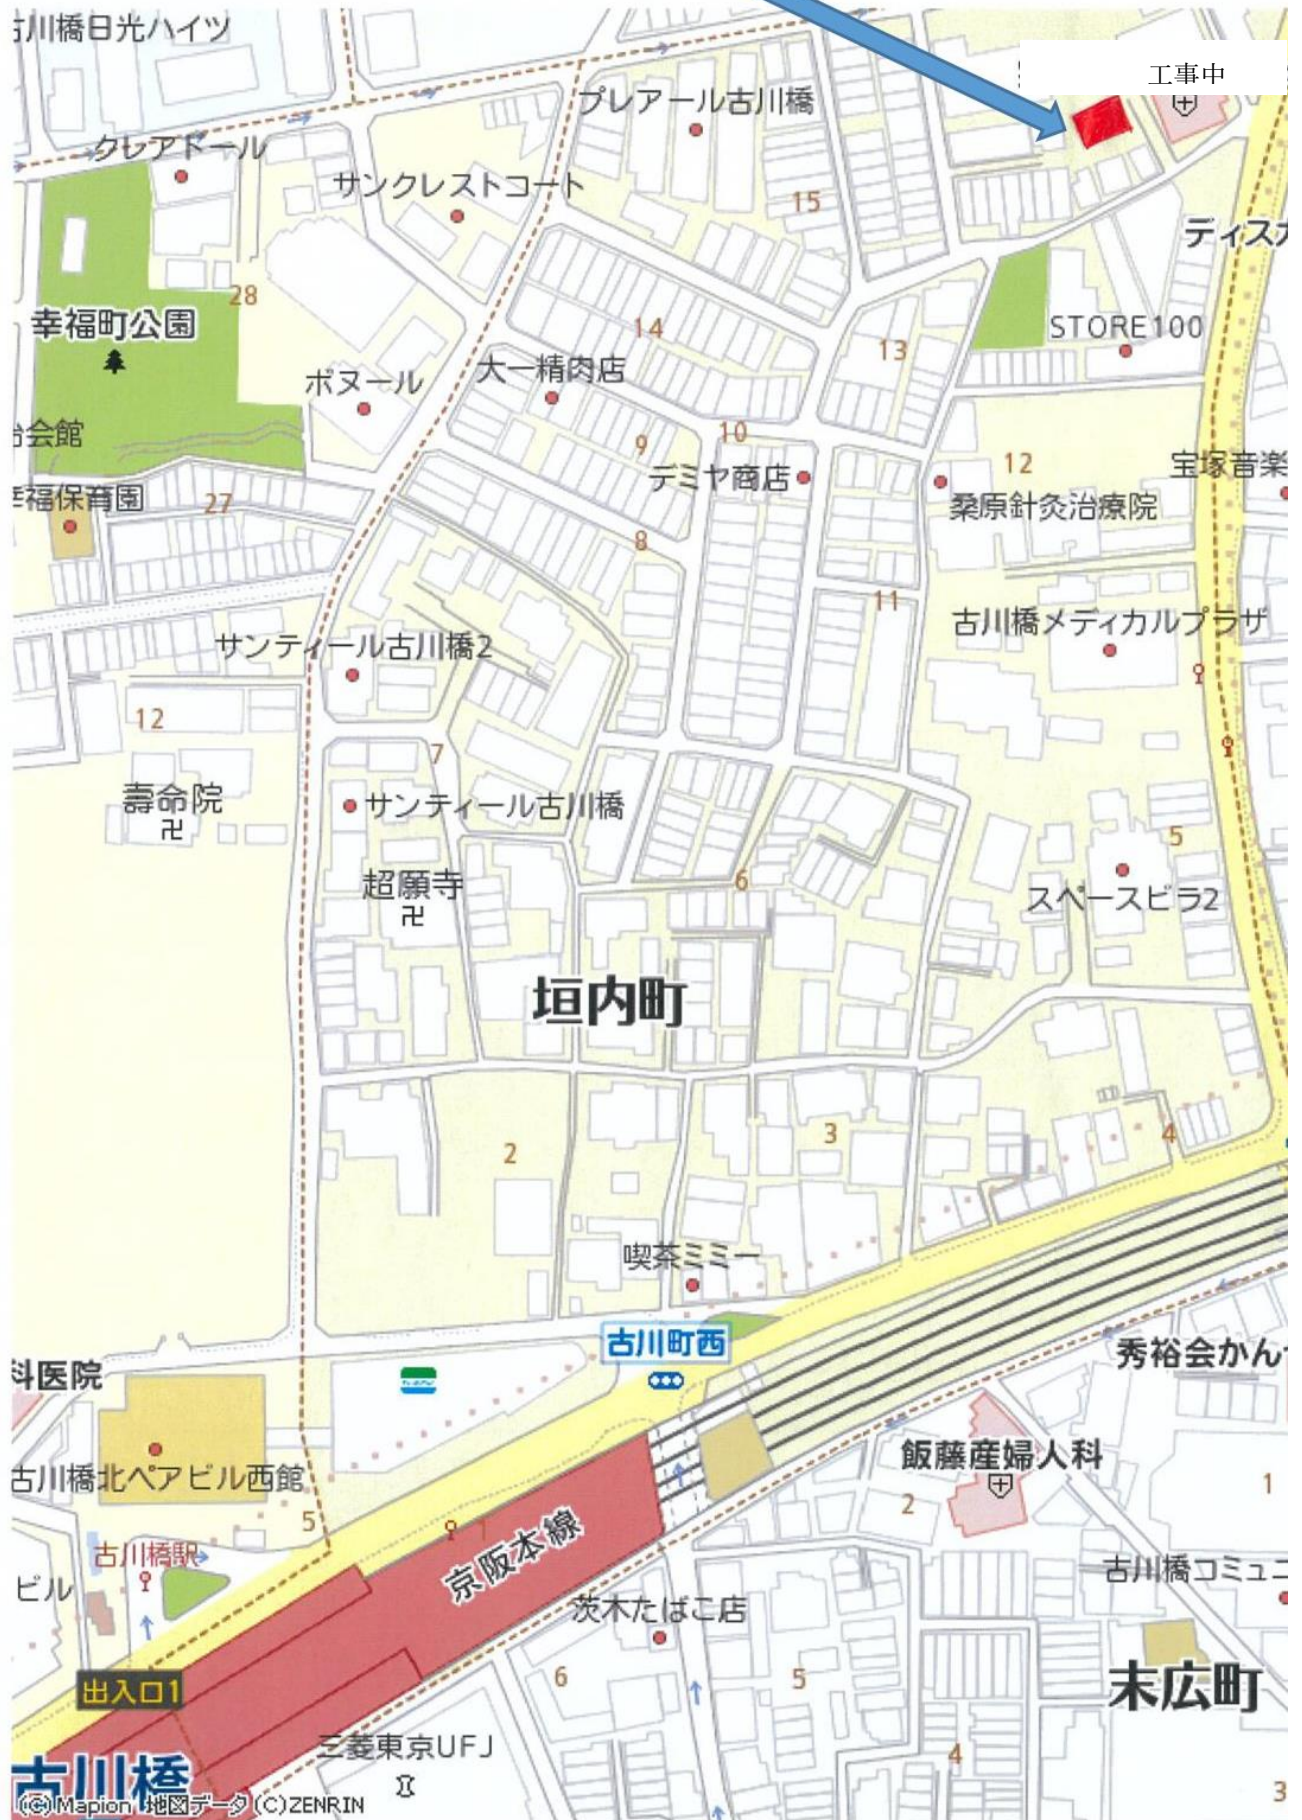 古川橋日光ハイツ
工事中
プレアール古川橋
クレアドール
サンクレストコート
15
ディスカ
28
幸福町公園
14
STORE100
13
大一精肉店
ボヌール
治会館
10
9
12
宝塚音楽
デミヤ商店
幸福保育園
27
桑原針灸治療院
8
11
古川橋メディカルプラザ
サンティール古川橋2
12
7
壽命院
サンティール古川橋
5
超願寺
6
スペースビラ2
垣内町
2
3
4
喫茶ミミー
古川町西
科医院
秀裕会かん
飯藤産婦人科
古川橋北ペアビル西館
2
1
5
1
京阪本線
古川橋駅
ビル
古川橋コミュニ
茨木たばこ店
6
5
末広町
出入口1
三菱東京UFJ
4
古川橋
3
(C)Mapion 地図データ(C)ZENRIN